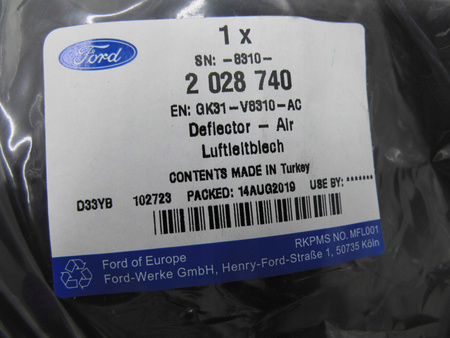 Ford
1 x
SN: -8310-
2 028 740
EN: GK31-V8310-AC
Deflector - Air
Luftleitblech
CONTENTS MADE IN Turkey
D33YB 102723 PACKED: 14AUG2019 USE BY: *******
RKPMS NO. MFL001
Ford of Europe
Ford-Werke GmbH, Henry-Ford-Straße 1, 50735 Köln